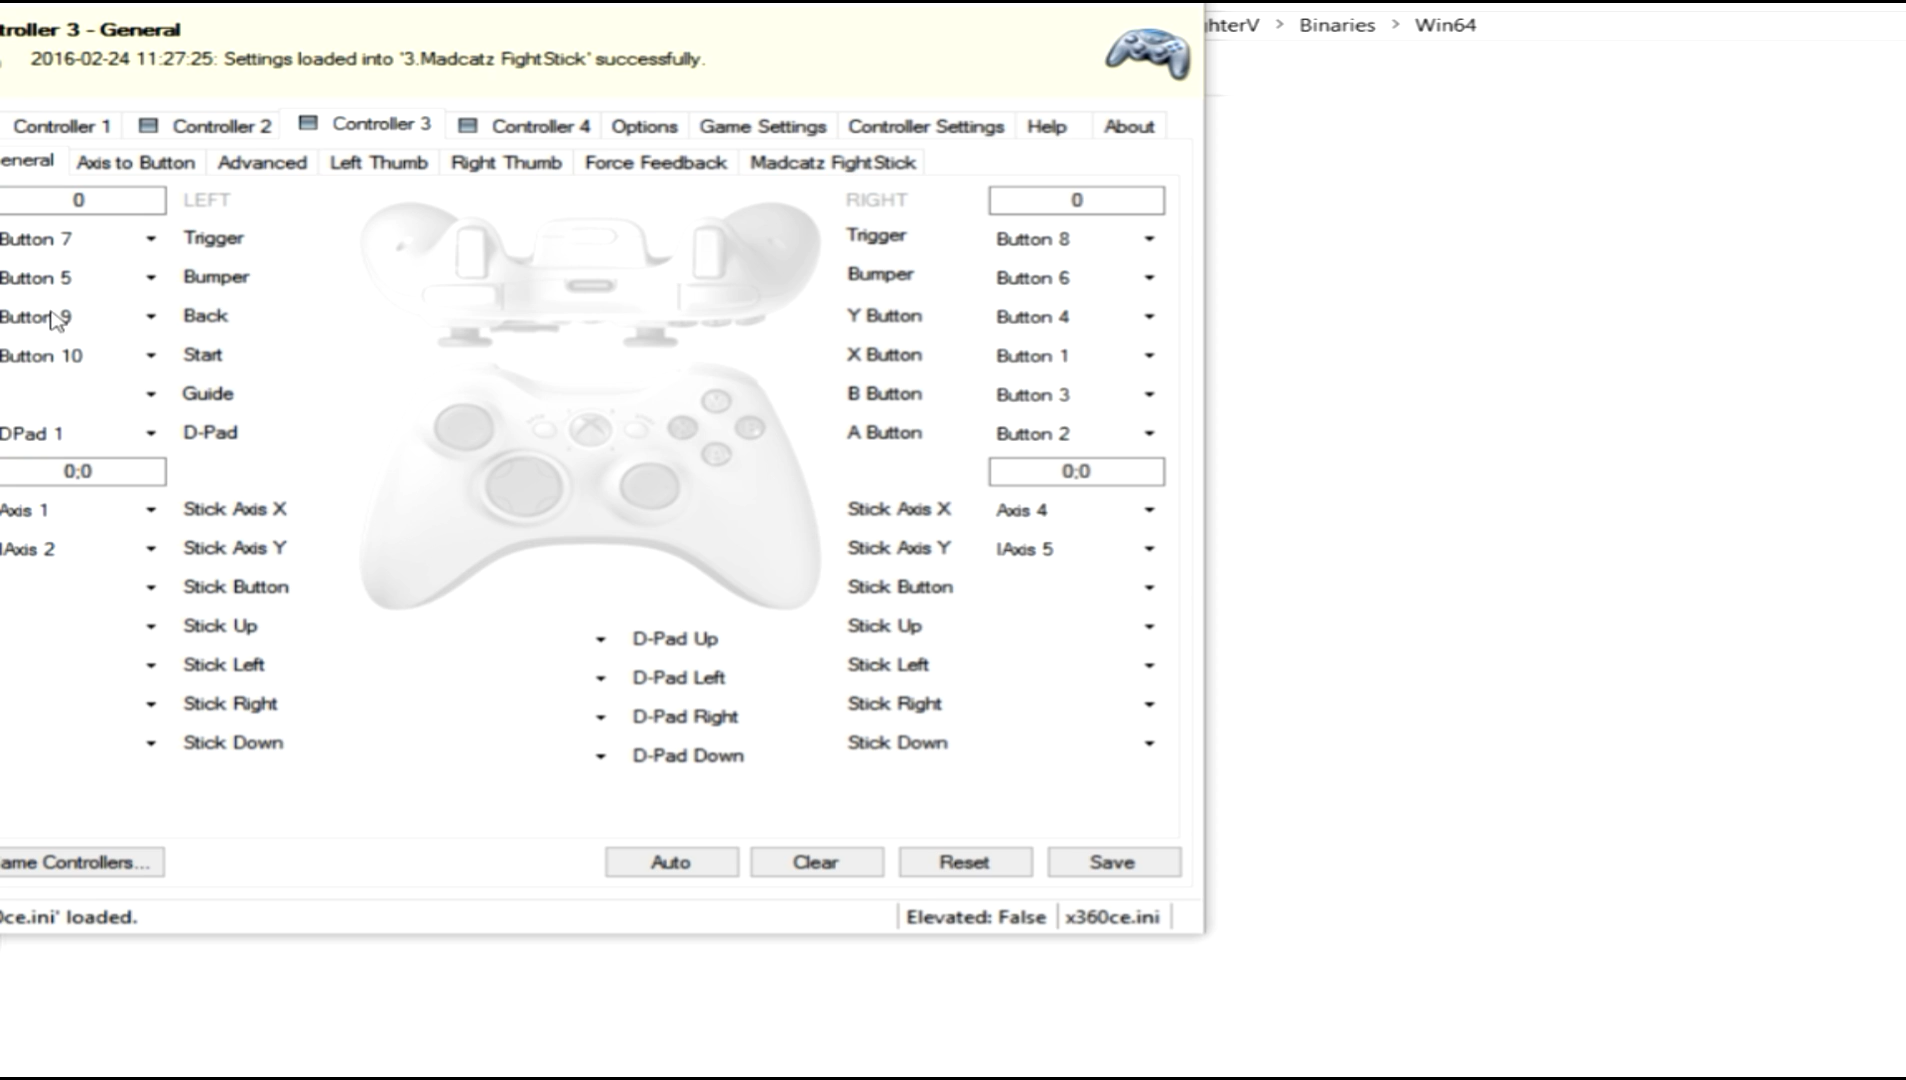 troller 3 - General
hterV > Binaries > Win64
2016-02-24 11:27:25: Settings loaded into '3.Madcatz FightStick' successfully.
Controller 1 Controller 2 Controller 3 Controller 4 Options Game Settings Controller Settings Help About
eneral Axis to Button Advanced Left Thumb Right Thumb Force Feedback Madcatz FightStick
0 LEFT RIGHT 0
Button 7 Trigger Trigger Button 8
Button 5 Bumper Bumper Button 6
Button 9 Back Y Button Button 4
Button 10 Start X Button Button 1
Guide B Button Button 3
DPad 1 D-Pad A Button Button 2
0;0 0;0
Axis 1 Stick Axis X Stick Axis X Axis 4
IAxis 2 Stick Axis Y Stick Axis Y IAxis 5
Stick Button Stick Button
Stick Up D-Pad Up Stick Up
Stick Left D-Pad Left Stick Left
Stick Right D-Pad Right Stick Right
Stick Down D-Pad Down Stick Down
ame Controllers... Auto Clear Reset Save
0ce.ini' loaded. Elevated: False x360ce.ini